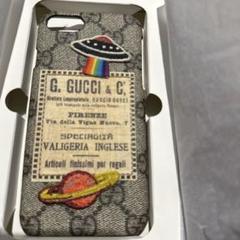 G. GUCCI & C.
FIRENZE
Via della Vigna Nuova, 7
SPECIALITÀ
VALIGERIA INGLESE
Articoli finissimi per regali